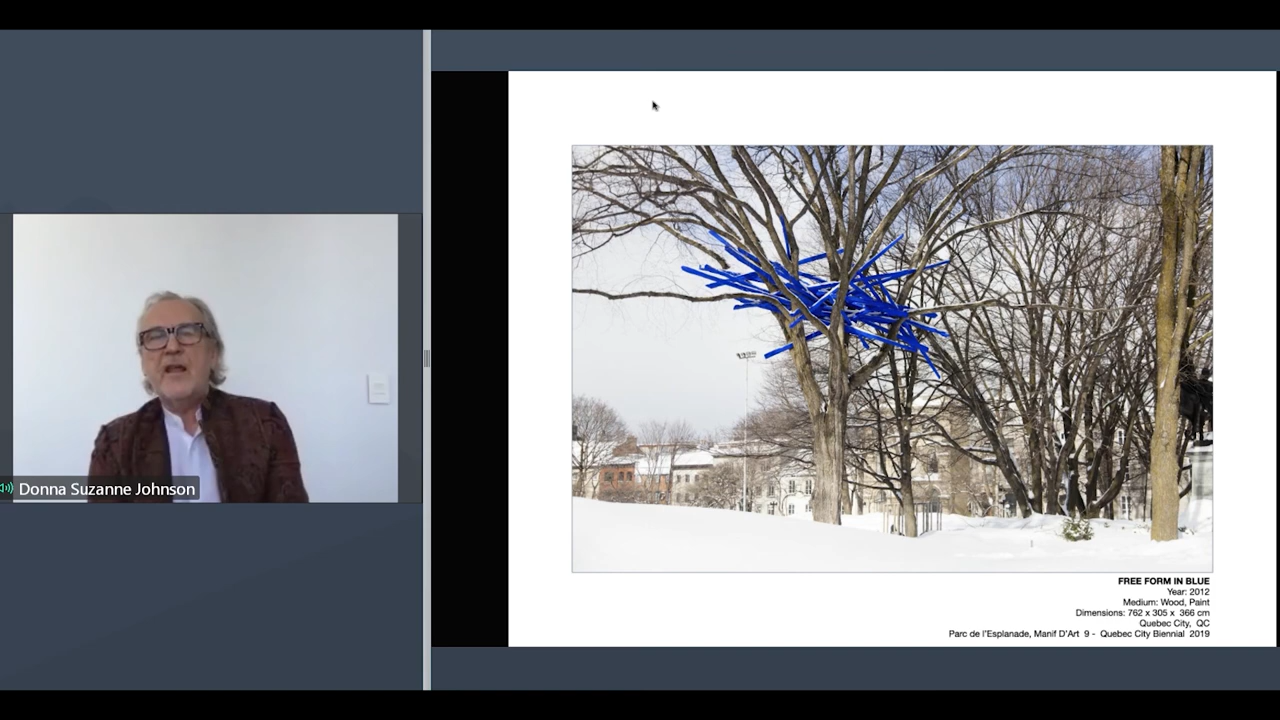 Donna Suzanne Johnson
FREE FORM IN BLUE
Year: 2012
Medium: Wood, Paint
Dimensions: 762 x 305 x 366 cm
Quebec City, QC
Parc de l'Esplanade, Manif D'Art 9 - Quebec City Biennial 2019